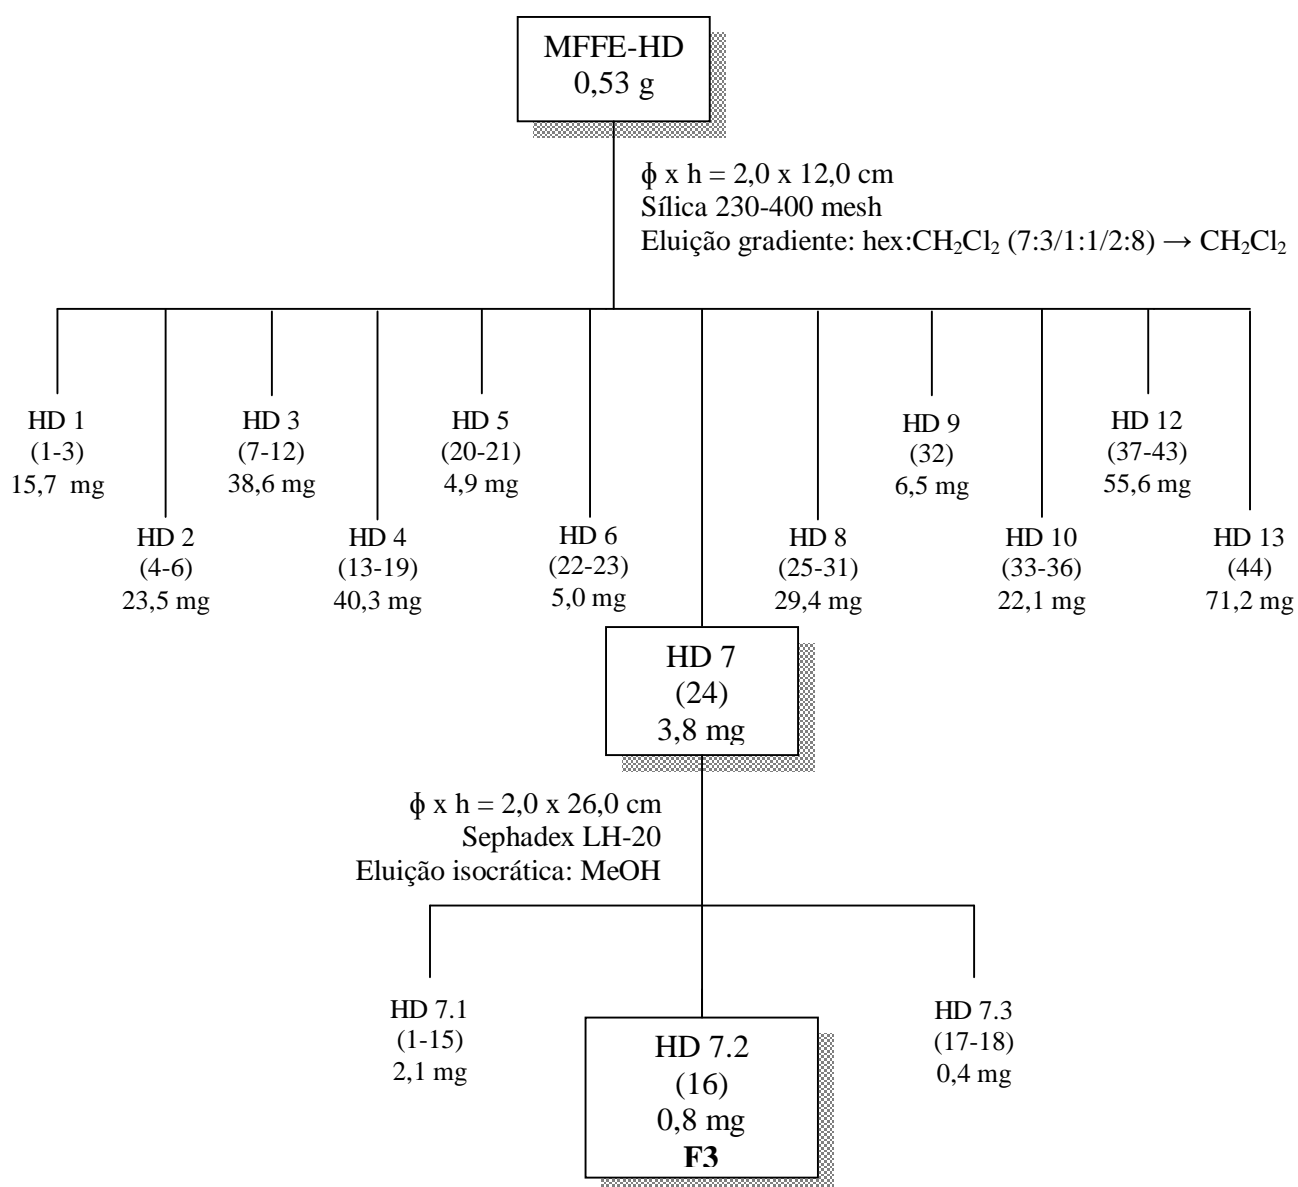 MFFE-HD
0,53 g
ϕ x h = 2,0 x 12,0 cm
Sílica 230-400 mesh
Eluição gradiente: hex:CH₂Cl₂ (7:3/1:1/2:8) → CH₂Cl₂
HD 1
(1-3)
15,7 mg
HD 2
(4-6)
23,5 mg
HD 3
(7-12)
38,6 mg
HD 4
(13-19)
40,3 mg
HD 5
(20-21)
4,9 mg
HD 6
(22-23)
5,0 mg
HD 7
(24)
3,8 mg
HD 8
(25-31)
29,4 mg
HD 9
(32)
6,5 mg
HD 10
(33-36)
22,1 mg
HD 12
(37-43)
55,6 mg
HD 13
(44)
71,2 mg
ϕ x h = 2,0 x 26,0 cm
Sephadex LH-20
Eluição isocrática: MeOH
HD 7.1
(1-15)
2,1 mg
HD 7.2
(16)
0,8 mg
F3
HD 7.3
(17-18)
0,4 mg